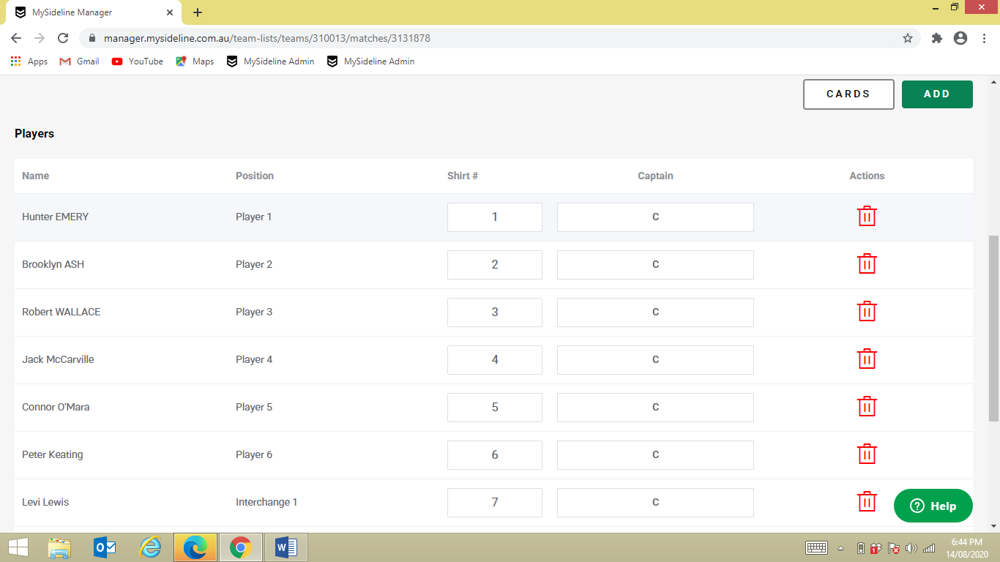 MySideline Manager
manager.mysideline.com.au/team-lists/teams/310013/matches/3131878
Apps Gmail YouTube Maps MySideline Admin MySideline Admin
CARDS ADD
Players
Name Position Shirt # Captain Actions
Hunter EMERY Player 1 1 C
Brooklyn ASH Player 2 2 C
Robert WALLACE Player 3 3 C
Jack McCarville Player 4 4 C
Connor O'Mara Player 5 5 C
Peter Keating Player 6 6 C
Levi Lewis Interchange 1 7 C
? Help
6:44 PM
14/08/2020